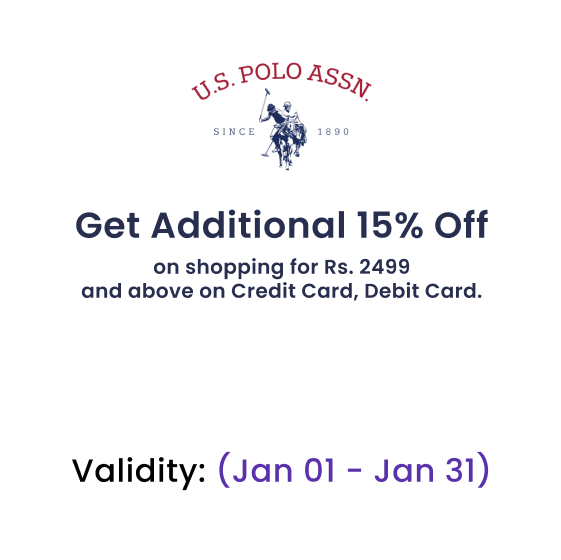 U.S. POLO ASSN.
SINCE 1890
Get Additional 15% Off
on shopping for Rs. 2499
and above on Credit Card, Debit Card.
Validity: (Jan 01 - Jan 31)